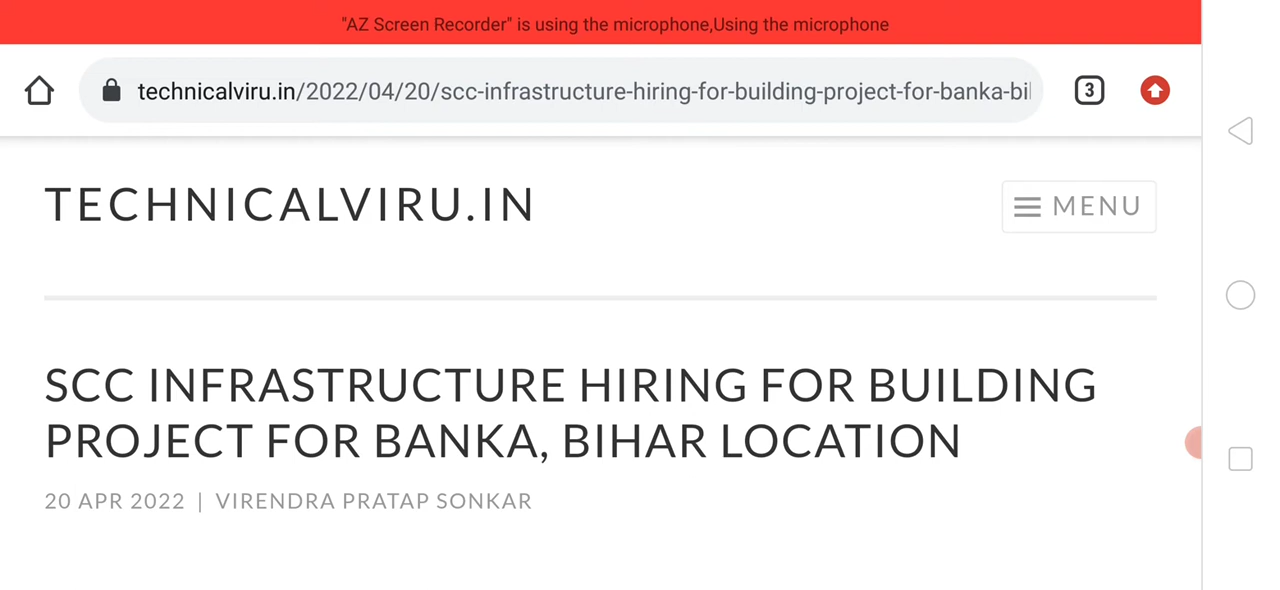 "AZ Screen Recorder" is using the microphone,Using the microphone
technicalviru.in/2022/04/20/scc-infrastructure-hiring-for-building-project-for-banka-bi
3
TECHNICALVIRU.IN
MENU
SCC INFRASTRUCTURE HIRING FOR BUILDING
PROJECT FOR BANKA, BIHAR LOCATION
20 APR 2022 | VIRENDRA PRATAP SONKAR